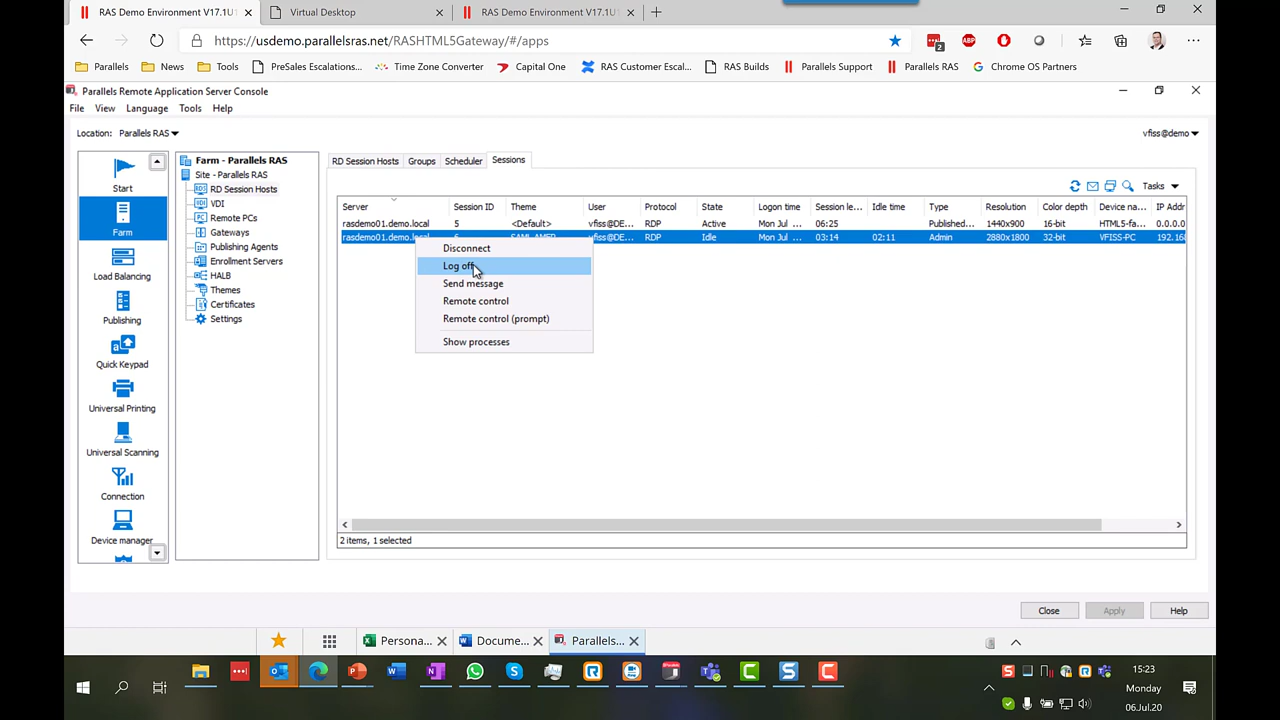 RAS Demo Environment V17.1U1
Virtual Desktop
RAS Demo Environment V17.1U1
https://usdemo.parallelsras.net/RASHTML5Gateway/#/apps
2
ABP
Parallels
News
Tools
PreSales Escalations...
Time Zone Converter
Capital One
RAS Customer Escal...
RAS Builds
Parallels Support
Parallels RAS
Chrome OS Protects
Parallels Remote Application Server Console
File View Language Tools Help
Location: Parallels RAS
vfiss@demo
Start
Farm
Load Balancing
Publishing
Quick Keypad
Universal Printing
Universal Scanning
Connection
Device manager
Farm - Parallels RAS
Site - Parallels RAS
RD Session Hosts
VDI
Remote PCs
Gateways
Publishing Agents
Enrollment Servers
HALB
Themes
Certificates
Settings
RD Session Hosts Groups Scheduler Sessions
Tasks
Server Session ID Theme User Protocol State Logon time Session le... Idle time Type Resolution Color depth Device na... IP Addr
rasdemo01.demo.local 5 <Default> vfiss@DE... RDP Active Mon Jul ... 06:25 Published... 1440x900 16-bit HTML5-fa... 0.0.0.0
rasdemo01.demo.local vfiss@DE... RDP Idle Mon Jul ... 03:14 02:11 Admin 2880x1800 32-bit VFISS-PC 192.168
Disconnect
Log off
Send message
Remote control
Remote control (prompt)
Show processes
2 items, 1 selected
Close
Apply
Help
Persona...
Docume...
Parallels...
15:23
Monday
06.Jul.20